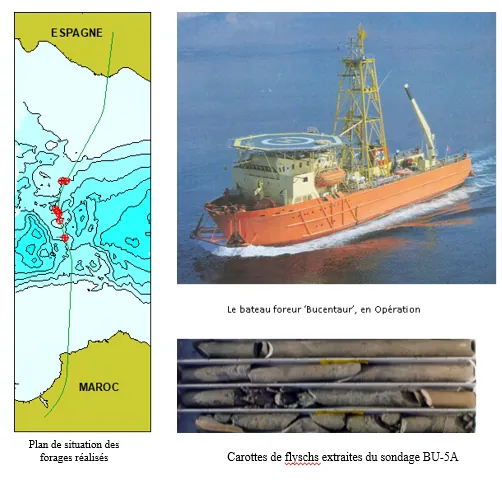 ESPAGNE
MAROC
Plan de situation des
forages réalisés
Le bateau foreur ‘Bucentaur’, en Opération
Carottes de flyschs extraites du sondage BU-5A